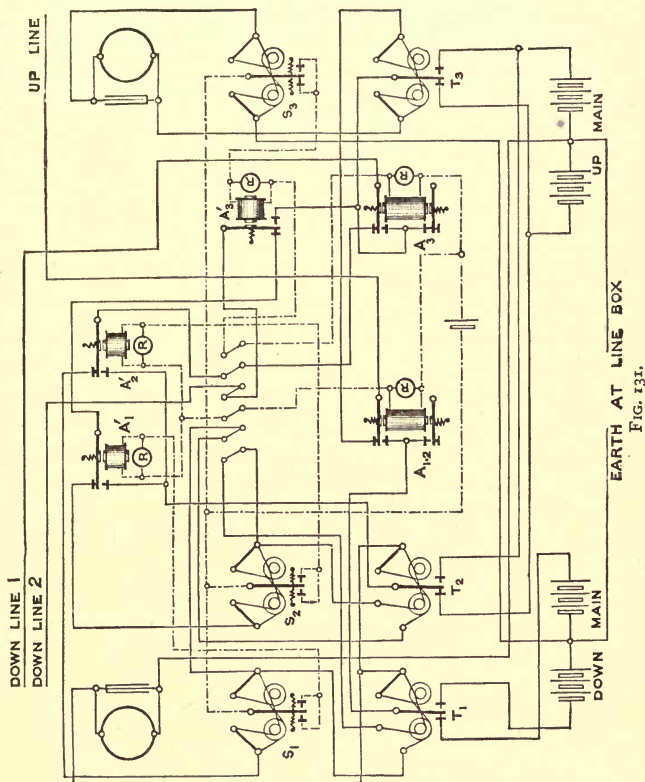 UP LINE
DOWN LINE 1
DOWN LINE 2
A'1
A'2
A'3
R
R
R
S1
S2
S3
A1·2
R
A3
R
T1
T2
T3
DOWN
MAIN
UP
MAIN
EARTH AT LINE BOX
FIG. 131.